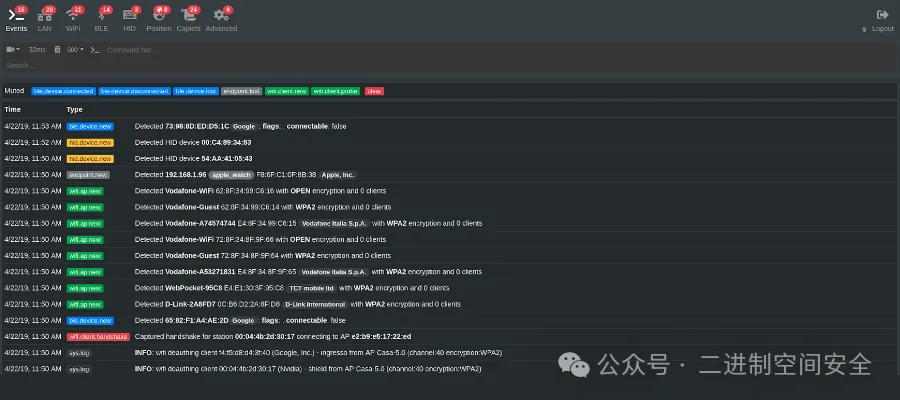 16 20 21 14 3 8 24 9
Events LAN WiFi BLE HID Position Caplets Advanced Logout
32ms 500 Command bar ...
Search ...
Muted ble.device.connected ble.device.disconnected ble.device.lost endpoint.lost wifi.client.new wifi.client.probe clear
Time Type
4/22/19, 11:53 AM ble.device.new Detected 73:98:8D:ED:D5:1C Google : flags: , connectable: false
4/22/19, 11:52 AM hid.device.new Detected HID device 00:C4:89:34:83
4/22/19, 11:50 AM hid.device.new Detected HID device 54:AA:41:05:43
4/22/19, 11:50 AM endpoint.new Detected 192.168.1.96 apple_watch F8:6F:C1:0F:8B:38 Apple, Inc.
4/22/19, 11:50 AM wifi.ap.new Detected Vodafone-WiFi 62:8F:34:99:C6:16 with OPEN encryption and 0 clients
4/22/19, 11:50 AM wifi.ap.new Detected Vodafone-Guest 62:8F:34:99:C6:14 with WPA2 encryption and 0 clients
4/22/19, 11:50 AM wifi.ap.new Detected Vodafone-A74574744 E4:8F:34:99:C6:15 Vodafone Italia S.p.A. with WPA2 encryption and 0 clients
4/22/19, 11:50 AM wifi.ap.new Detected Vodafone-WiFi 72:8F:34:8F:9F:66 with OPEN encryption and 0 clients
4/22/19, 11:50 AM wifi.ap.new Detected Vodafone-Guest 72:8F:34:8F:9F:64 with WPA2 encryption and 0 clients
4/22/19, 11:50 AM wifi.ap.new Detected Vodafone-A53271831 E4:8F:34:8F:9F:65 Vodafone Italia S.p.A. with WPA2 encryption and 0 clients
4/22/19, 11:50 AM wifi.ap.new Detected WebPocket-95C8 E4:E1:30:3F:95:C8 TCT mobile ltd with WPA2 encryption and 0 clients
4/22/19, 11:50 AM wifi.ap.new Detected D-Link-2A8FD7 0C:B6:D2:2A:8F:D8 D-Link International with WPA2 encryption and 0 clients
4/22/19, 11:50 AM ble.device.new Detected 65:82:F1:A4:AE:2D Google : flags: , connectable: false
4/22/19, 11:50 AM wifi.client.handshake Captured handshake for station 00:04:4b:2d:30:17 connecting to AP e2:b9:e5:17:22:ed
4/22/19, 11:50 AM sys.log INFO: wifi deauthing client f4:f5:d8:d4:3f:40 (Google, Inc.) - ingresso from AP Casa-5.0 (channel:40 encryption:WPA2)
4/22/19, 11:50 AM sys.log INFO: wifi deauthing client 00:04:4b:2d:30:17 (Nvidia) - shield from AP Casa-5.0 (channel:40 encryption:WPA2)
公众号 · 二进制空间安全